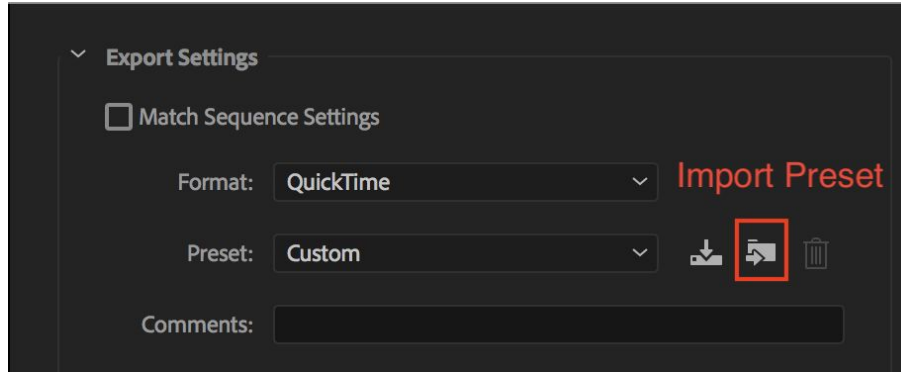 Export Settings
Match Sequence Settings
Format: QuickTime
Import Preset
Preset: Custom
Comments: